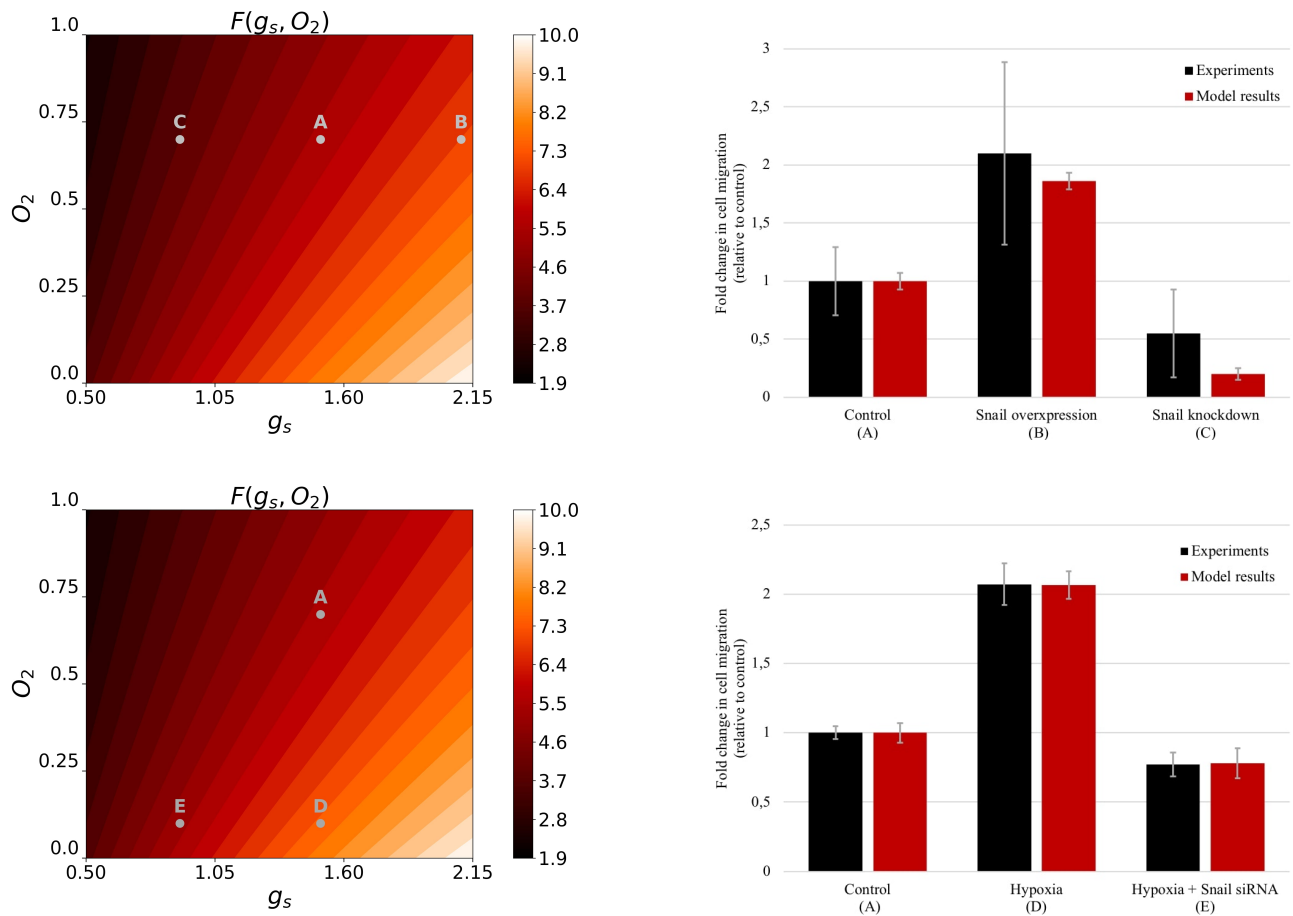 F(gₛ, O₂)
1.0
0.75
0.5
0.25
0.0
O₂
C
A
B
0.50
1.05
1.60
2.15
gₛ
10.0
9.1
8.2
7.3
6.4
5.5
4.6
3.7
2.8
1.9
3
2,5
2
1,5
1
0,5
0
Fold change in cell migration
(relative to control)
Experiments
Model results
Control
(A)
Snail overxpression
(B)
Snail knockdown
(C)
F(gₛ, O₂)
1.0
0.75
0.5
0.25
0.0
O₂
A
E
D
0.50
1.05
1.60
2.15
gₛ
10.0
9.1
8.2
7.3
6.4
5.5
4.6
3.7
2.8
1.9
2,5
2
1,5
1
0,5
0
Fold change in cell migration
(relative to control)
Experiments
Model results
Control
(A)
Hypoxia
(D)
Hypoxia + Snail siRNA
(E)